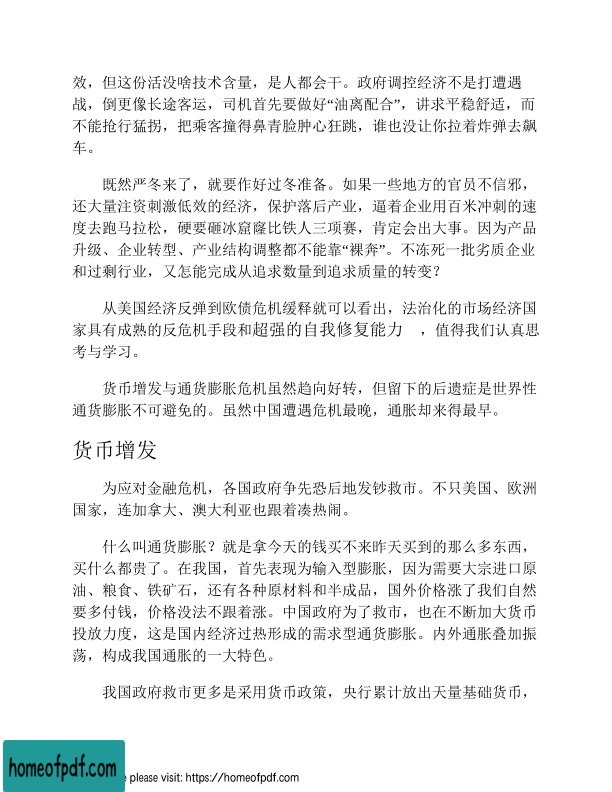 效，但这份活没啥技术含量，是人都会干。政府调控经济不是打遭遇
战，倒更像长途客运，司机首先要做好“油离配合”，讲求平稳舒适，而
不能抢行猛拐，把乘客撞得鼻青脸肿心狂跳，谁也没让你拉着炸弹去飙
车。
既然严冬来了，就要作好过冬准备。如果一些地方的官员不信邪，
还大量注资刺激低效的经济，保护落后产业，逼着企业用百米冲刺的速
度去跑马拉松，硬要砸冰窟窿比铁人三项赛，肯定会出大事。因为产品
升级、企业转型、产业结构调整都不能靠“裸奔”。不冻死一批劣质企业
和过剩行业，又怎能完成从追求数量到追求质量的转变？
从美国经济反弹到欧债危机缓释就可以看出，法治化的市场经济国
家具有成熟的反危机手段和超强的自我修复能力 ，值得我们认真思
考与学习。
货币增发与通货膨胀危机虽然趋向好转，但留下的后遗症是世界性
通货膨胀不可避免的。虽然中国遭遇危机最晚，通胀却来得最早。
货币增发
为应对金融危机，各国政府争先恐后地发钞救市。不只美国、欧洲
国家，连加拿大、澳大利亚也跟着凑热闹。
什么叫通货膨胀？就是拿今天的钱买不来昨天买到的那么多东西，
买什么都贵了。在我国，首先表现为输入型膨胀，因为需要大宗进口原
油、粮食、铁矿石，还有各种原材料和半成品，国外价格涨了我们自然
要多付钱，价格没法不跟着涨。中国政府为了救市，也在不断加大货币
投放力度，这是国内经济过热形成的需求型通货膨胀。内外通胀叠加振
荡，构成我国通胀的一大特色。
我国政府救市更多是采用货币政策，央行累计放出天量基础货币，
homeofpdf.com
e please visit: https://homeofpdf.com